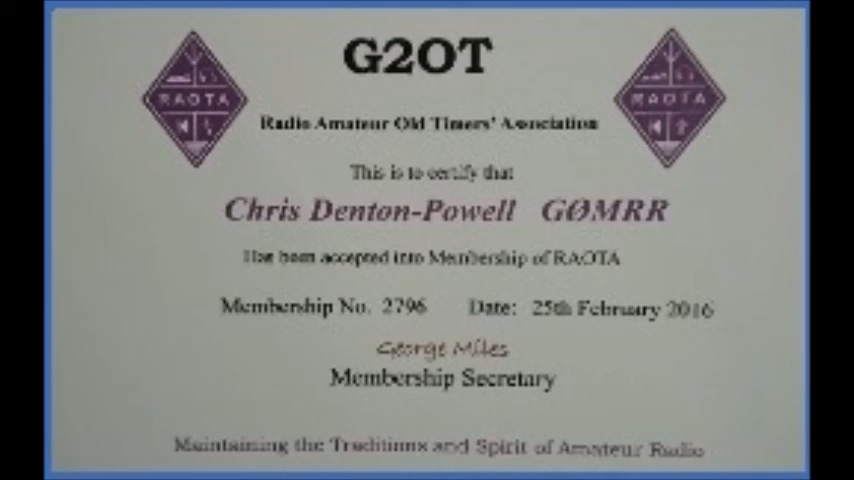 G2OT
RAOTA
RAOTA
Radio Amateur Old Timers' Association
This is to certify that
Chris Denton-Powell GØMRR
Has been accepted into Membership of RAOTA
Membership No. 2796 Date: 25th February 2016
George Miles
Membership Secretary
Maintaining the Traditions and Spirit of Amateur Radio